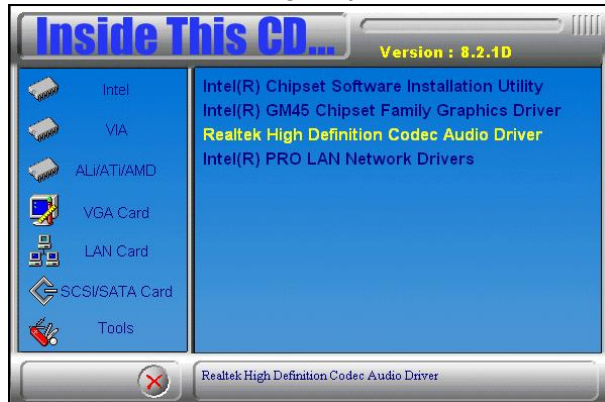 Inside This CD...
Version : 8.2.1D
Intel
VIA
ALi/ATi/AMD
VGA Card
LAN Card
SCSI/SATA Card
Tools
Intel(R) Chipset Software Installation Utility
Intel(R) GM45 Chipset Family Graphics Driver
Realtek High Definition Codec Audio Driver
Intel(R) PRO LAN Network Drivers
Realtek High Definition Codec Audio Driver